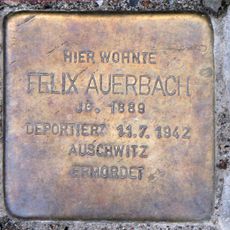 HIER WOHNTE
FELIX AUERBACH
JG. 1889
DEPORTIERT 11.7.1942
AUSCHWITZ
ERMORDET